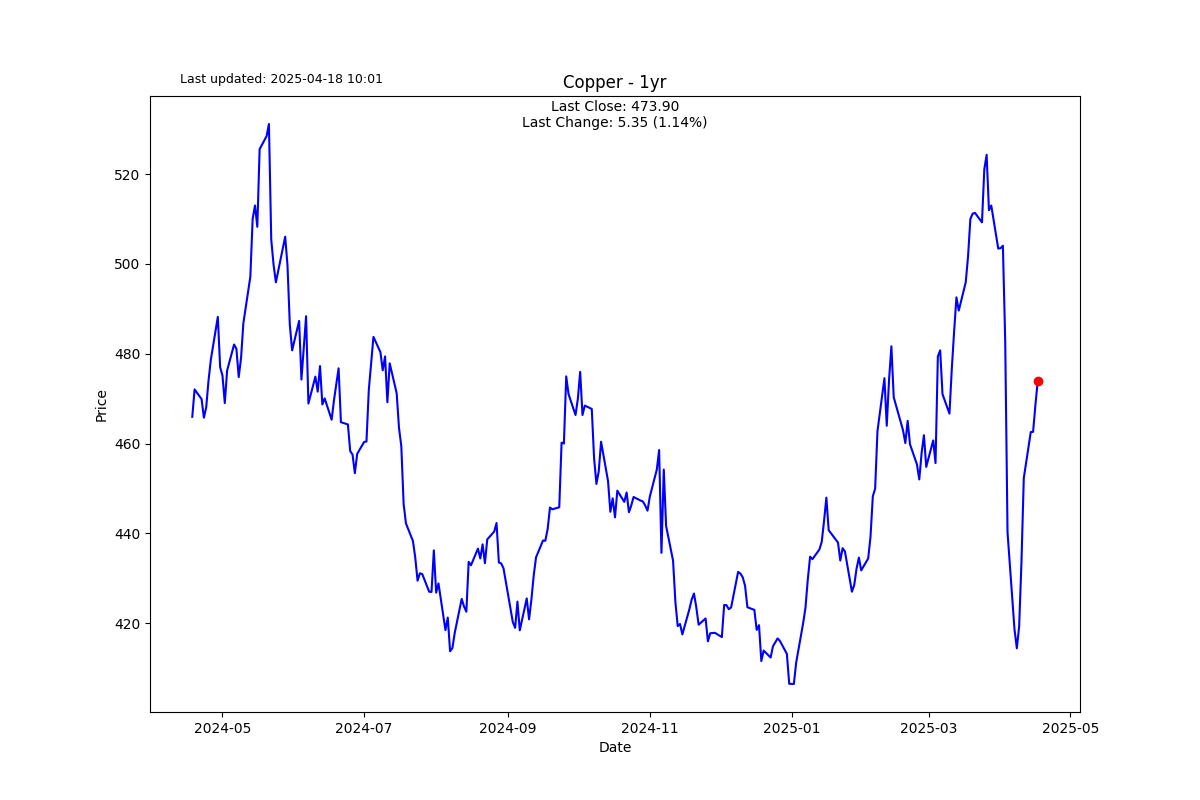 Last updated: 2025-04-18 10:01
Copper - 1yr
Last Close: 473.90
Last Change: 5.35 (1.14%)
520
500
480
460
440
420
Price
2024-05 2024-07 2024-09 2024-11 2025-01 2025-03 2025-05
Date